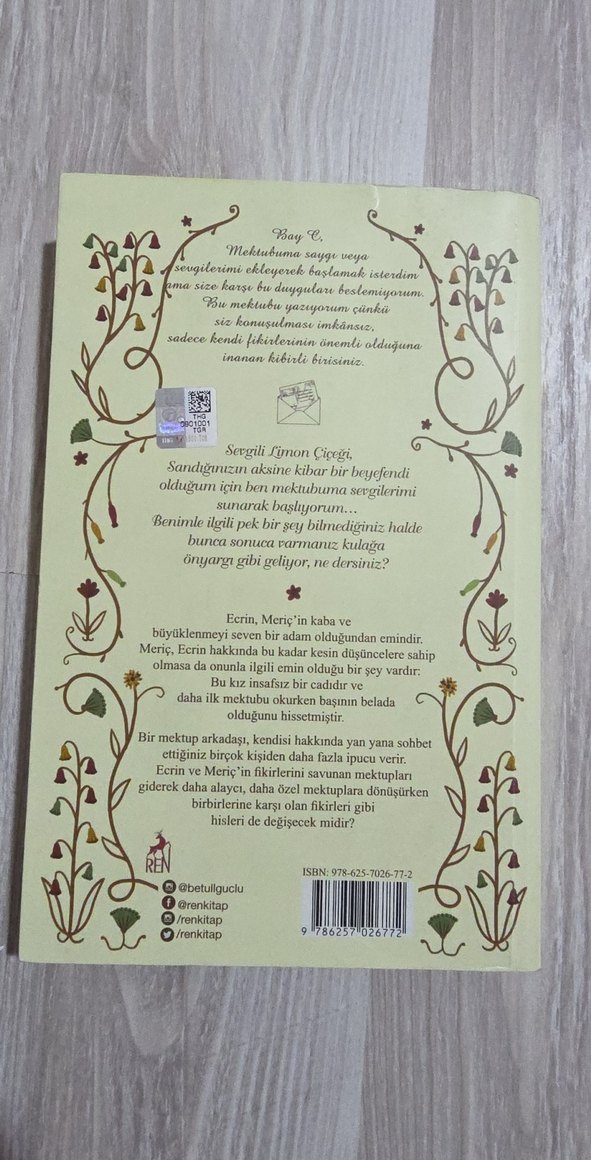 Bay C,
Mektubuma saygı veya
sevgilerimi ekleyerek başlamak isterdim
ama size karşı bu duyguları beslemiyorum.
Bu mektubu yazıyorum çünkü
siz konuşulması imkânsız,
sadece kendi fikirlerinin önemli olduğuna
inanan kibirli birisiniz.
THG
0801001
TGR
Sevgili Limon Çiçeği,
Sandığınızın aksine kibar bir beyefendi
olduğum için ben mektubuma sevgilerimi
sunarak başlıyorum...
Benimle ilgili pek bir şey bilmediğiniz halde
bunca sonuca varmanız kulağa
önyargı gibi geliyor, ne dersiniz?
Ecrin, Meriç'in kaba ve
büyüklenmeyi seven bir adam olduğundan emindir.
Meriç, Ecrin hakkında bu kadar kesin düşüncelere sahip
olmasa da onunla ilgili emin olduğu bir şey vardır:
Bu kız insafsız bir cadıdır ve
daha ilk mektubu okurken başının belada
olduğunu hissetmiştir.
Bir mektup arkadaşı, kendisi hakkında yan yana sohbet
ettiğiniz birçok kişiden daha fazla ipucu verir.
Ecrin ve Meriç'in fikirlerini savunan mektupları
giderek daha alaycı, daha özel mektuplara dönüşürken
birbirlerine karşı olan fikirleri gibi
hisleri de değişecek midir?
REN
@betullguclu
@renkitap
/renkitap
/renkitap
ISBN: 978-625-7026-77-2
9 786257 026772